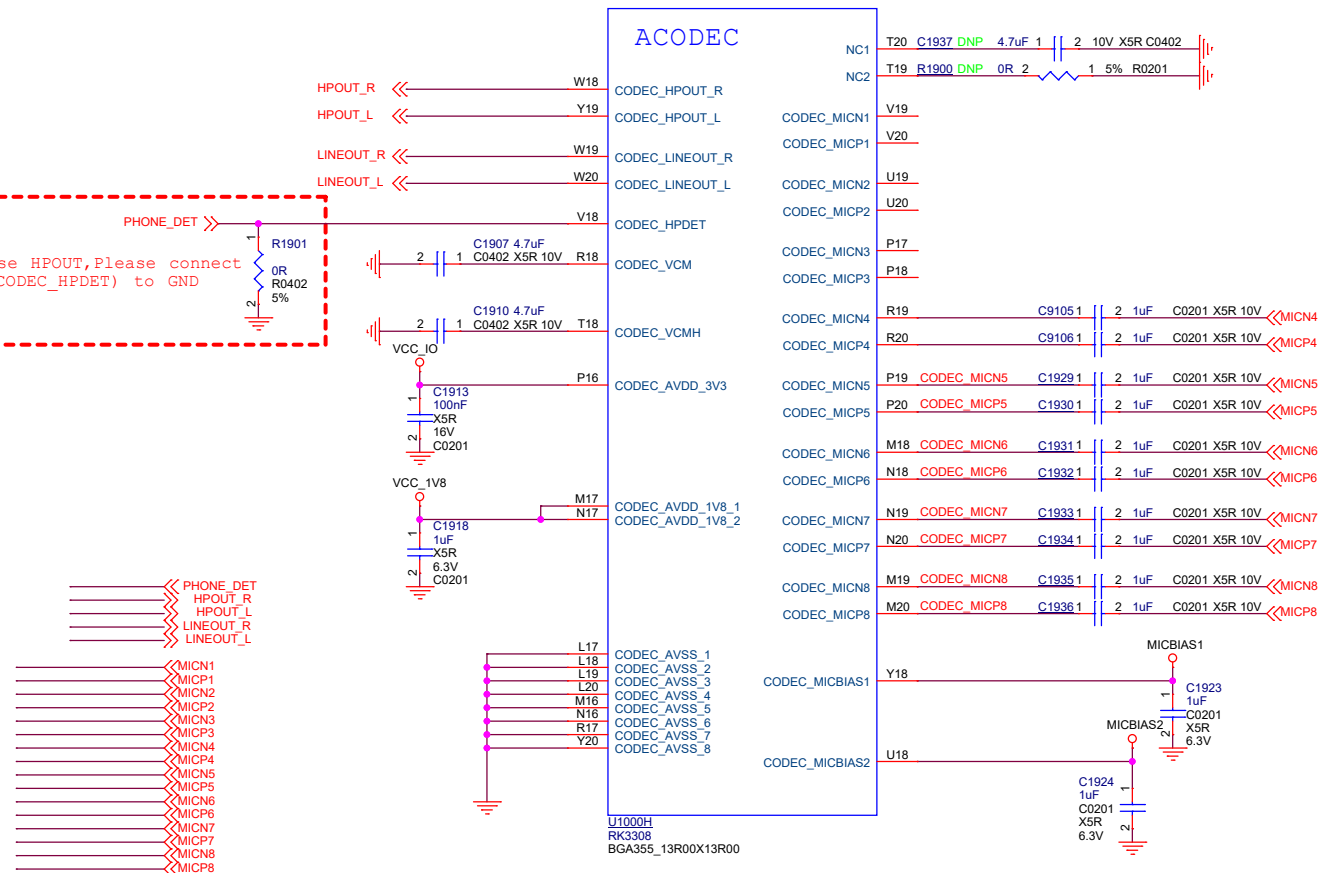 ACODEC
NC1 T20 C1937 DNP 4.7uF 1 2 10V X5R C0402
NC2 T19 R1900 DNP 0R 2 1 5% R0201
HPOUT_R W18 CODEC_HPOUT_R
HPOUT_L Y19 CODEC_HPOUT_L
LINEOUT_R W19 CODEC_LINEOUT_R
LINEOUT_L W20 CODEC_LINEOUT_L
PHONE_DET V18 CODEC_HPDET
1
R1901
0R
R0402
5%
2
se HPOUT,Please connect
CODEC_HPDET) to GND
C1907 4.7uF
2 1 C0402 X5R 10V R18 CODEC_VCM
C1910 4.7uF
2 1 C0402 X5R 10V T18 CODEC_VCMH
VCC_IO
P16 CODEC_AVDD_3V3
1
C1913
100nF
X5R
16V
C0201
2
VCC_1V8
M17 CODEC_AVDD_1V8_1
N17 CODEC_AVDD_1V8_2
1
C1918
1uF
X5R
6.3V
C0201
2
L17 CODEC_AVSS_1
L18 CODEC_AVSS_2
L19 CODEC_AVSS_3
L20 CODEC_AVSS_4
M16 CODEC_AVSS_5
N16 CODEC_AVSS_6
R17 CODEC_AVSS_7
Y20 CODEC_AVSS_8
CODEC_MICN1 V19
CODEC_MICP1 V20
CODEC_MICN2 U19
CODEC_MICP2 U20
CODEC_MICN3 P17
CODEC_MICP3 P18
CODEC_MICN4 R19 C9105 1 2 1uF C0201 X5R 10V MICN4
CODEC_MICP4 R20 C9106 1 2 1uF C0201 X5R 10V MICP4
CODEC_MICN5 P19 CODEC_MICN5 C1929 1 2 1uF C0201 X5R 10V MICN5
CODEC_MICP5 P20 CODEC_MICP5 C1930 1 2 1uF C0201 X5R 10V MICP5
CODEC_MICN6 M18 CODEC_MICN6 C1931 1 2 1uF C0201 X5R 10V MICN6
CODEC_MICP6 N18 CODEC_MICP6 C1932 1 2 1uF C0201 X5R 10V MICP6
CODEC_MICN7 N19 CODEC_MICN7 C1933 1 2 1uF C0201 X5R 10V MICN7
CODEC_MICP7 N20 CODEC_MICP7 C1934 1 2 1uF C0201 X5R 10V MICP7
CODEC_MICN8 M19 CODEC_MICN8 C1935 1 2 1uF C0201 X5R 10V MICN8
CODEC_MICP8 M20 CODEC_MICP8 C1936 1 2 1uF C0201 X5R 10V MICP8
MICBIAS1
CODEC_MICBIAS1 Y18
1
C1923
1uF
C0201
X5R
6.3V
2
MICBIAS2
CODEC_MICBIAS2 U18
C1924
1
1uF
C0201
X5R
2
6.3V
U1000H
RK3308
BGA355_13R00X13R00
PHONE_DET
HPOUT_R
HPOUT_L
LINEOUT_R
LINEOUT_L
MICN1
MICP1
MICN2
MICP2
MICN3
MICP3
MICN4
MICP4
MICN5
MICP5
MICN6
MICP6
MICN7
MICP7
MICN8
MICP8